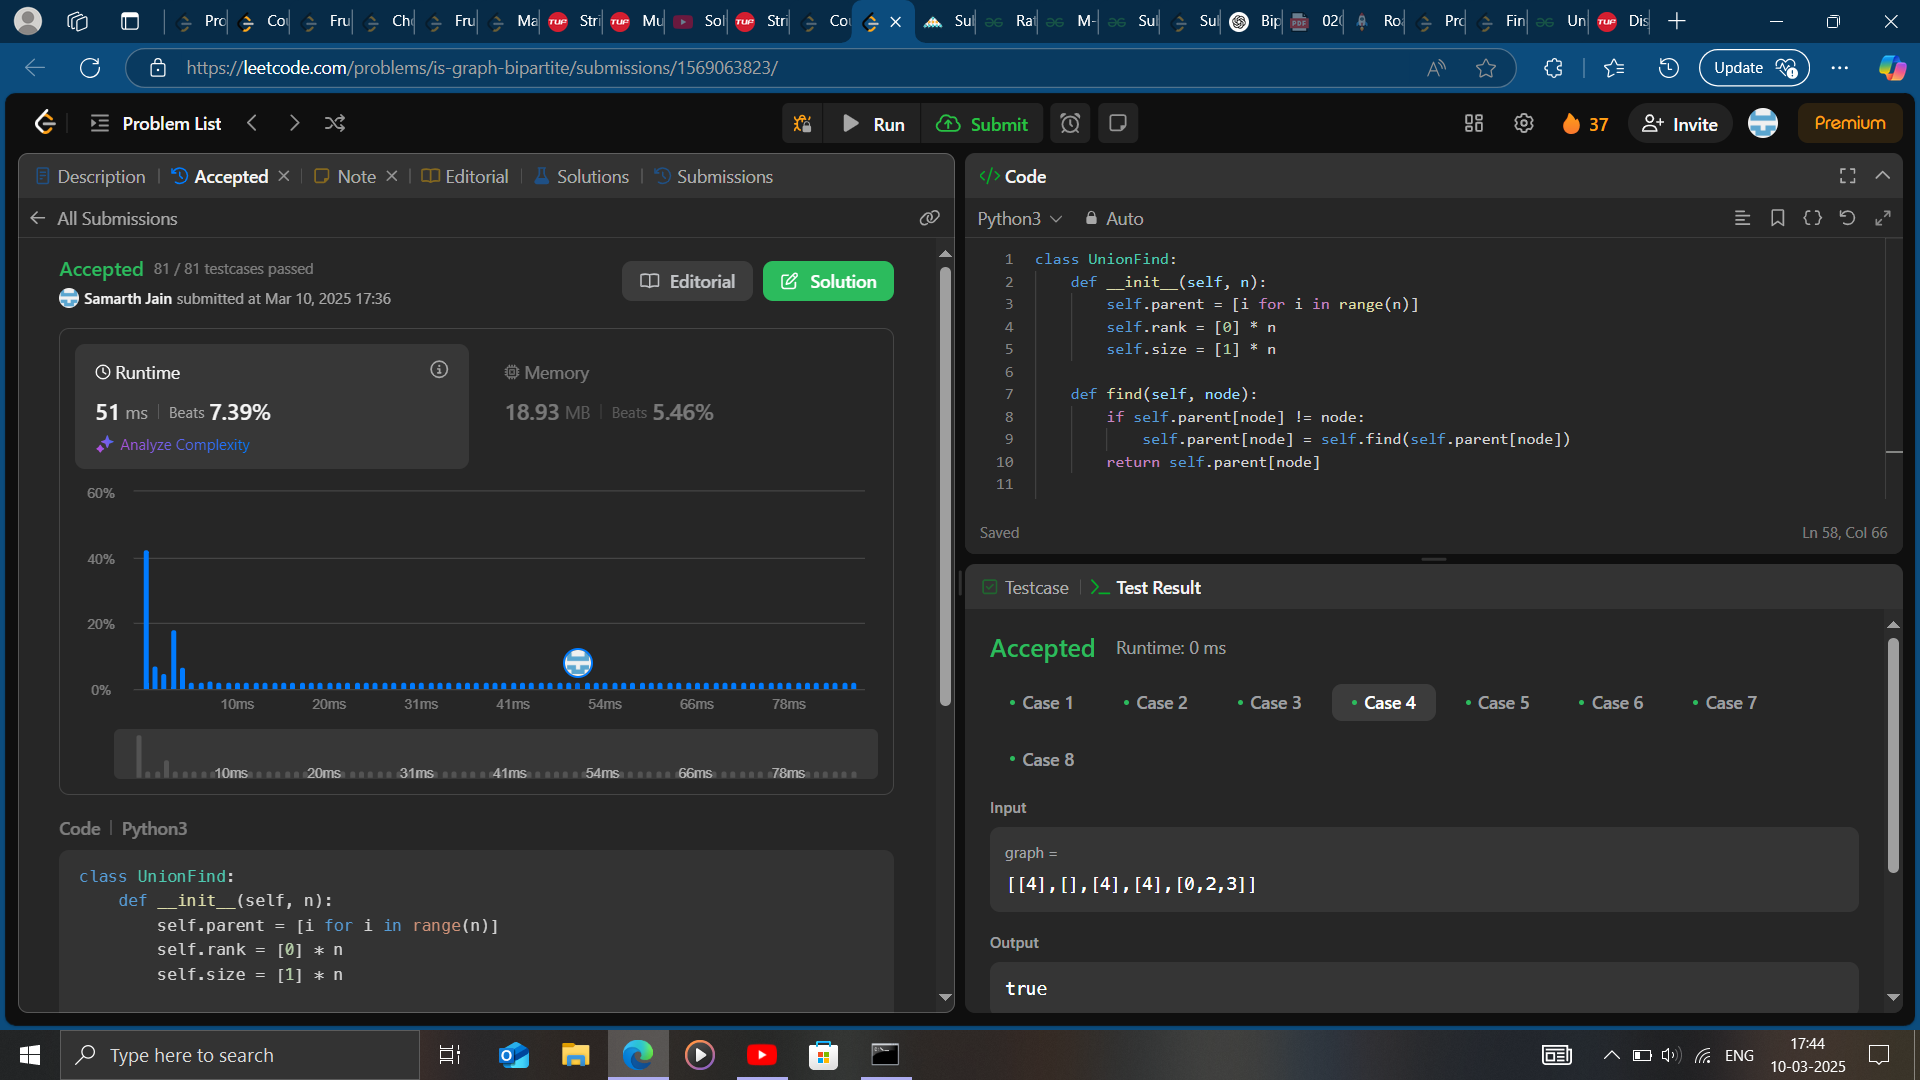 Pro
Cou
Fru
Ch
Fru
Ma
TUF Stri
TUF Mu
Sol
TUF Stri
Cou
Sul
Rat
M-
Sul
Sul
Bip
020
Roa
Pro
Fin
Un
TUF Dis
https://leetcode.com/problems/is-graph-bipartite/submissions/1569063823/
Update
Problem List
Run
Submit
37
Invite
Premium
Description
Accepted
Note
Editorial
Solutions
Submissions
All Submissions
Accepted 81 / 81 testcases passed
Samarth Jain submitted at Mar 10, 2025 17:36
Editorial
Solution
Runtime
51 ms Beats 7.39%
Analyze Complexity
Memory
18.93 MB Beats 5.46%
60%
40%
20%
0%
10ms 20ms 31ms 41ms 54ms 66ms 78ms
10ms 20ms 31ms 41ms 54ms 66ms 78ms
Code | Python3
class UnionFind:
    def __init__(self, n):
        self.parent = [i for i in range(n)]
        self.rank = [0] * n
        self.size = [1] * n
</> Code
Python3
Auto
1 class UnionFind:
2     def __init__(self, n):
3         self.parent = [i for i in range(n)]
4         self.rank = [0] * n
5         self.size = [1] * n
6
7     def find(self, node):
8         if self.parent[node] != node:
9             self.parent[node] = self.find(self.parent[node])
10         return self.parent[node]
11
Saved
Ln 58, Col 66
Testcase
Test Result
Accepted Runtime: 0 ms
Case 1 Case 2 Case 3 Case 4 Case 5 Case 6 Case 7
Case 8
Input
graph =
[[4],[],[4],[4],[0,2,3]]
Output
true
Type here to search
ENG
17:44
10-03-2025